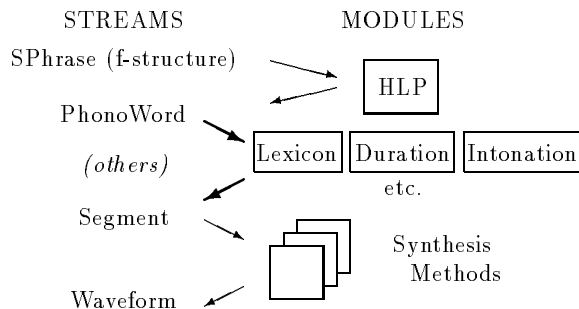 STREAMS MODULES
SPhrase (f-structure)
HLP
PhonoWord
(others)
Lexicon Duration Intonation
etc.
Segment
Synthesis
Methods
Waveform